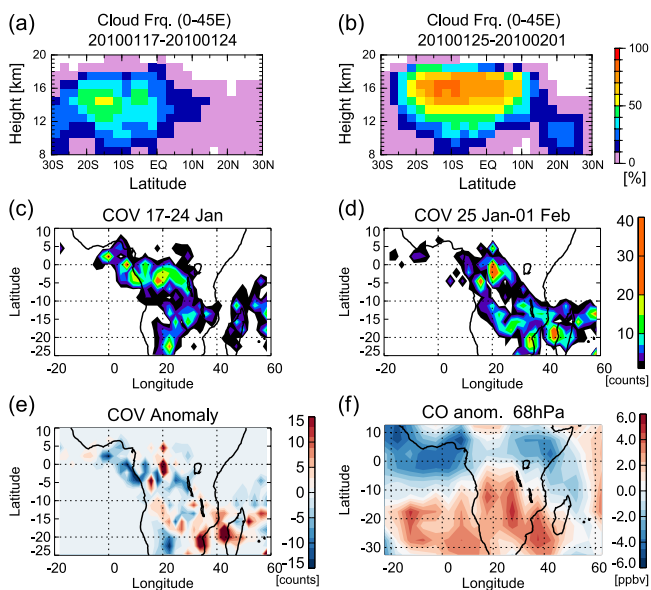 (a) Cloud Frq. (0-45E)
20100117-20100124
(b) Cloud Frq. (0-45E)
20100125-20100201
Height [km]
20
16
12
8
30S 20S 10S EQ 10N 20N 30N
Latitude
Height [km]
20
16
12
8
30S 20S 10S EQ 10N 20N 30N
Latitude
100
50
10
0
[%]
(c) COV 17-24 Jan
Latitude
10
5
0
-5
-10
-15
-20
-25
0 20 40 60
Longitude
(d) COV 25 Jan-01 Feb
Latitude
10
5
0
-5
-10
-15
-20
-25
0 20 40 60
Longitude
40
30
20
10
[counts]
(e) COV Anomaly
Latitude
10
5
0
-5
-10
-15
-20
-25
0 20 40 60
Longitude
15
10
5
0
-5
-10
-15
[counts]
(f) CO anom. 68hPa
Latitude
10
0
-10
-20
-30
-20 0 20 40 60
Longitude
6.0
4.0
2.0
0.0
-2.0
-4.0
-6.0
[ppbv]